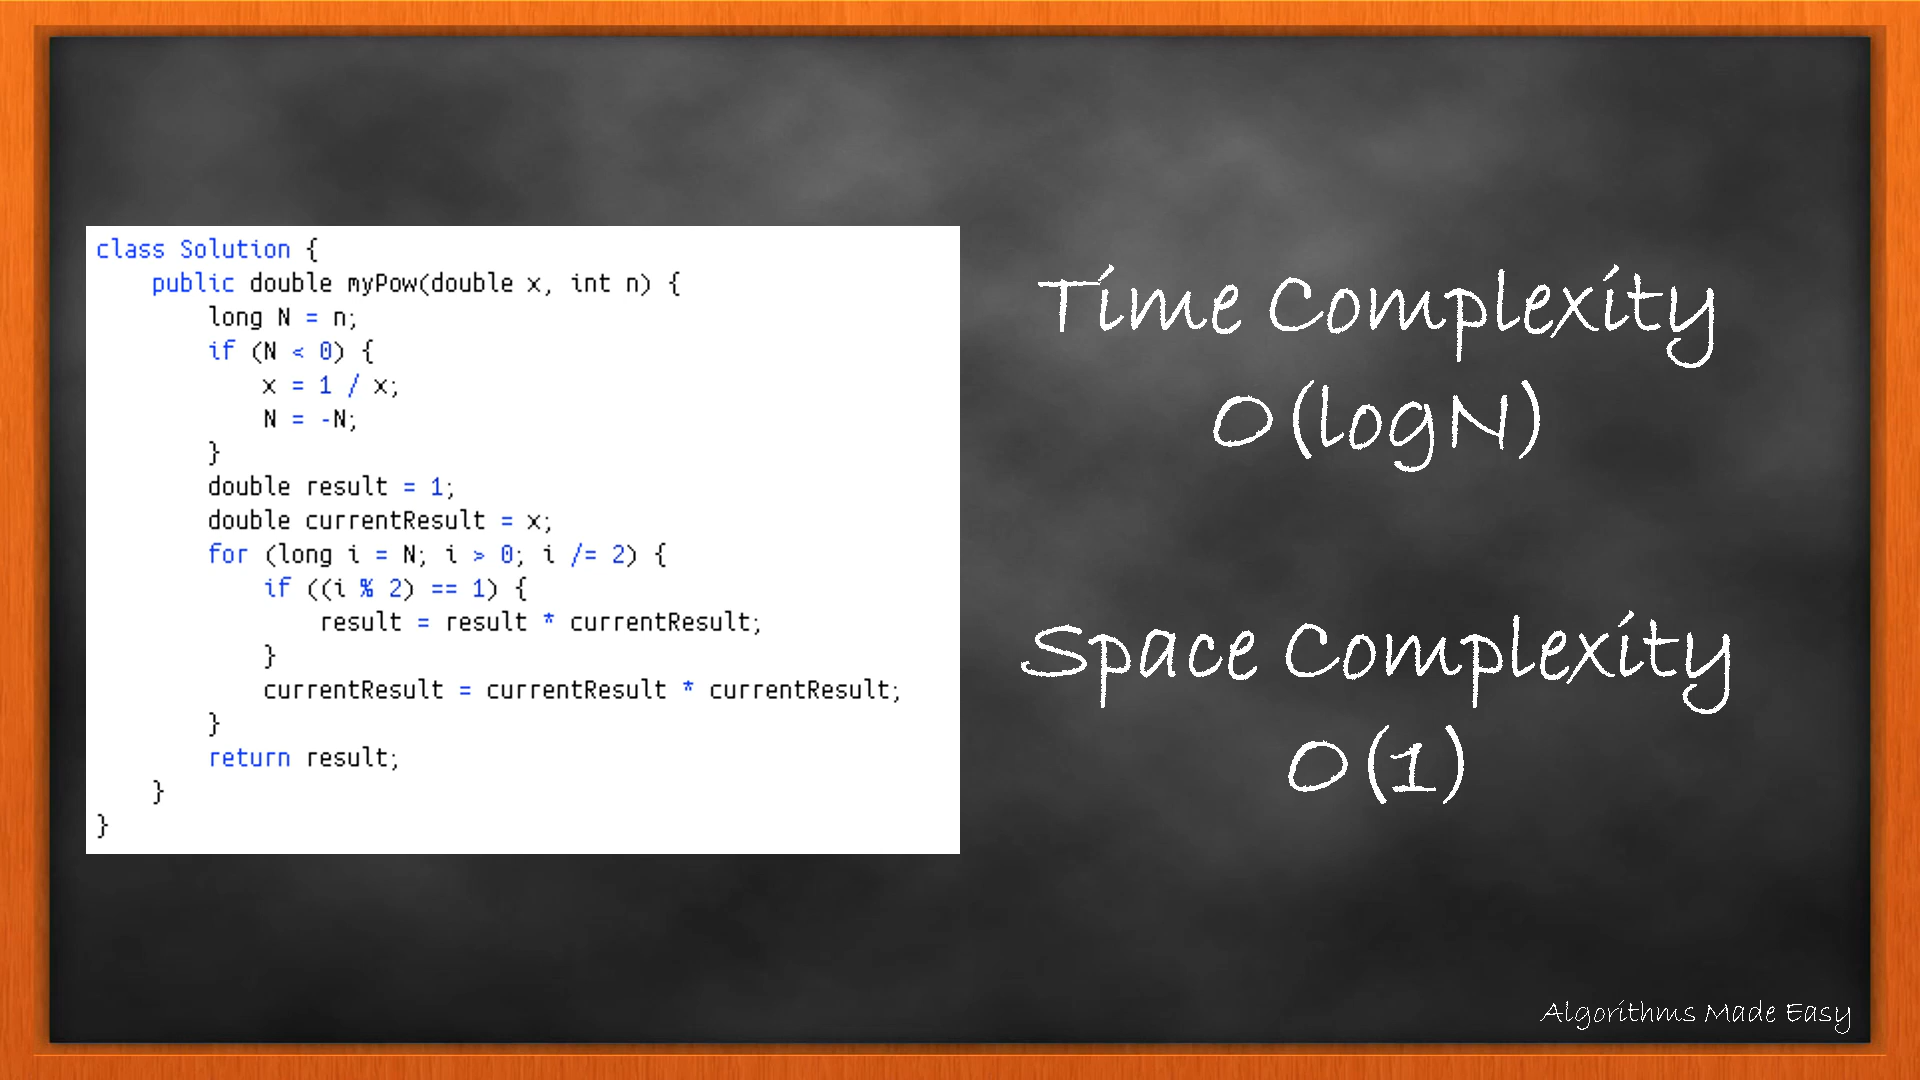 class Solution {
    public double myPow(double x, int n) {
        long N = n;
        if (N < 0) {
            x = 1 / x;
            N = -N;
        }
        double result = 1;
        double currentResult = x;
        for (long i = N; i > 0; i /= 2) {
            if ((i % 2) == 1) {
                result = result * currentResult;
            }
            currentResult = currentResult * currentResult;
        }
        return result;
    }
}
Time Complexity
O(logN)
Space Complexity
O(1)
Algorithms Made Easy